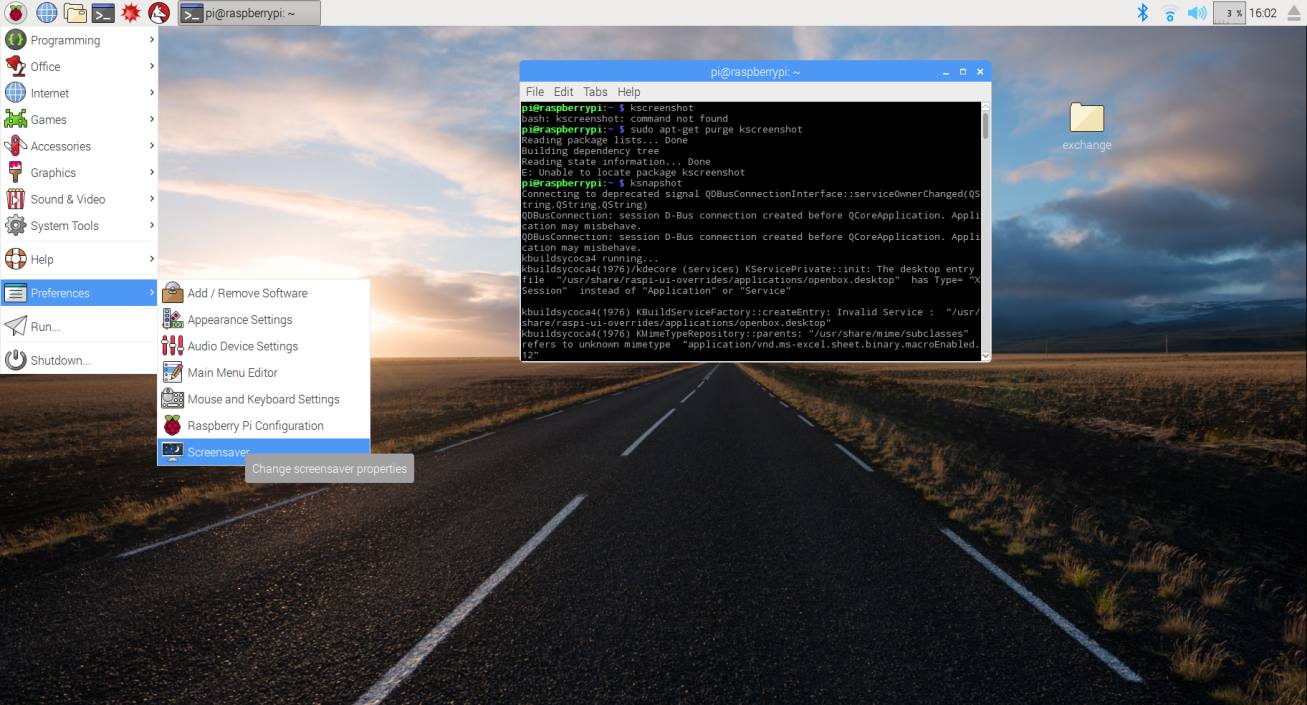 pi@raspberrypi: ~
3 %
16:02
Programming
Office
Internet
Games
Accessories
Graphics
Sound & Video
System Tools
Help
Preferences
Run...
Shutdown...
Add / Remove Software
Appearance Settings
Audio Device Settings
Main Menu Editor
Mouse and Keyboard Settings
Raspberry Pi Configuration
Screensaver
Change screensaver properties
pi@raspberrypi: ~
File Edit Tabs Help
pi@raspberrypi:~ $ kscreenshot
bash: kscreenshot: command not found
pi@raspberrypi:~ $ sudo apt-get purge kscreenshot
Reading package lists... Done
Building dependency tree
Reading state information... Done
E: Unable to locate package kscreenshot
pi@raspberrypi:~ $ ksnapshot
Connecting to deprecated signal QDBusConnectionInterface::serviceOwnerChanged(QS
tring,QString,QString)
QDBusConnection: session D-Bus connection created before QCoreApplication. Appli
cation may misbehave.
QDBusConnection: session D-Bus connection created before QCoreApplication. Appli
cation may misbehave.
kbuildsycoca4 running...
kbuildsycoca4(1976)/kdecore (services) KServicePrivate::init: The desktop entry
file  "/usr/share/raspi-ui-overrides/applications/openbox.desktop"  has Type= "X
Session"  instead of "Application" or "Service"
kbuildsycoca4(1976) KBuildServiceFactory::createEntry: Invalid Service :  "/usr/
share/raspi-ui-overrides/applications/openbox.desktop"
kbuildsycoca4(1976) KMimeTypeRepository::parents: "/usr/share/mime/subclasses"
refers to unknown mimetype  "application/vnd.ms-excel.sheet.binary.macroEnabled.
12"
exchange